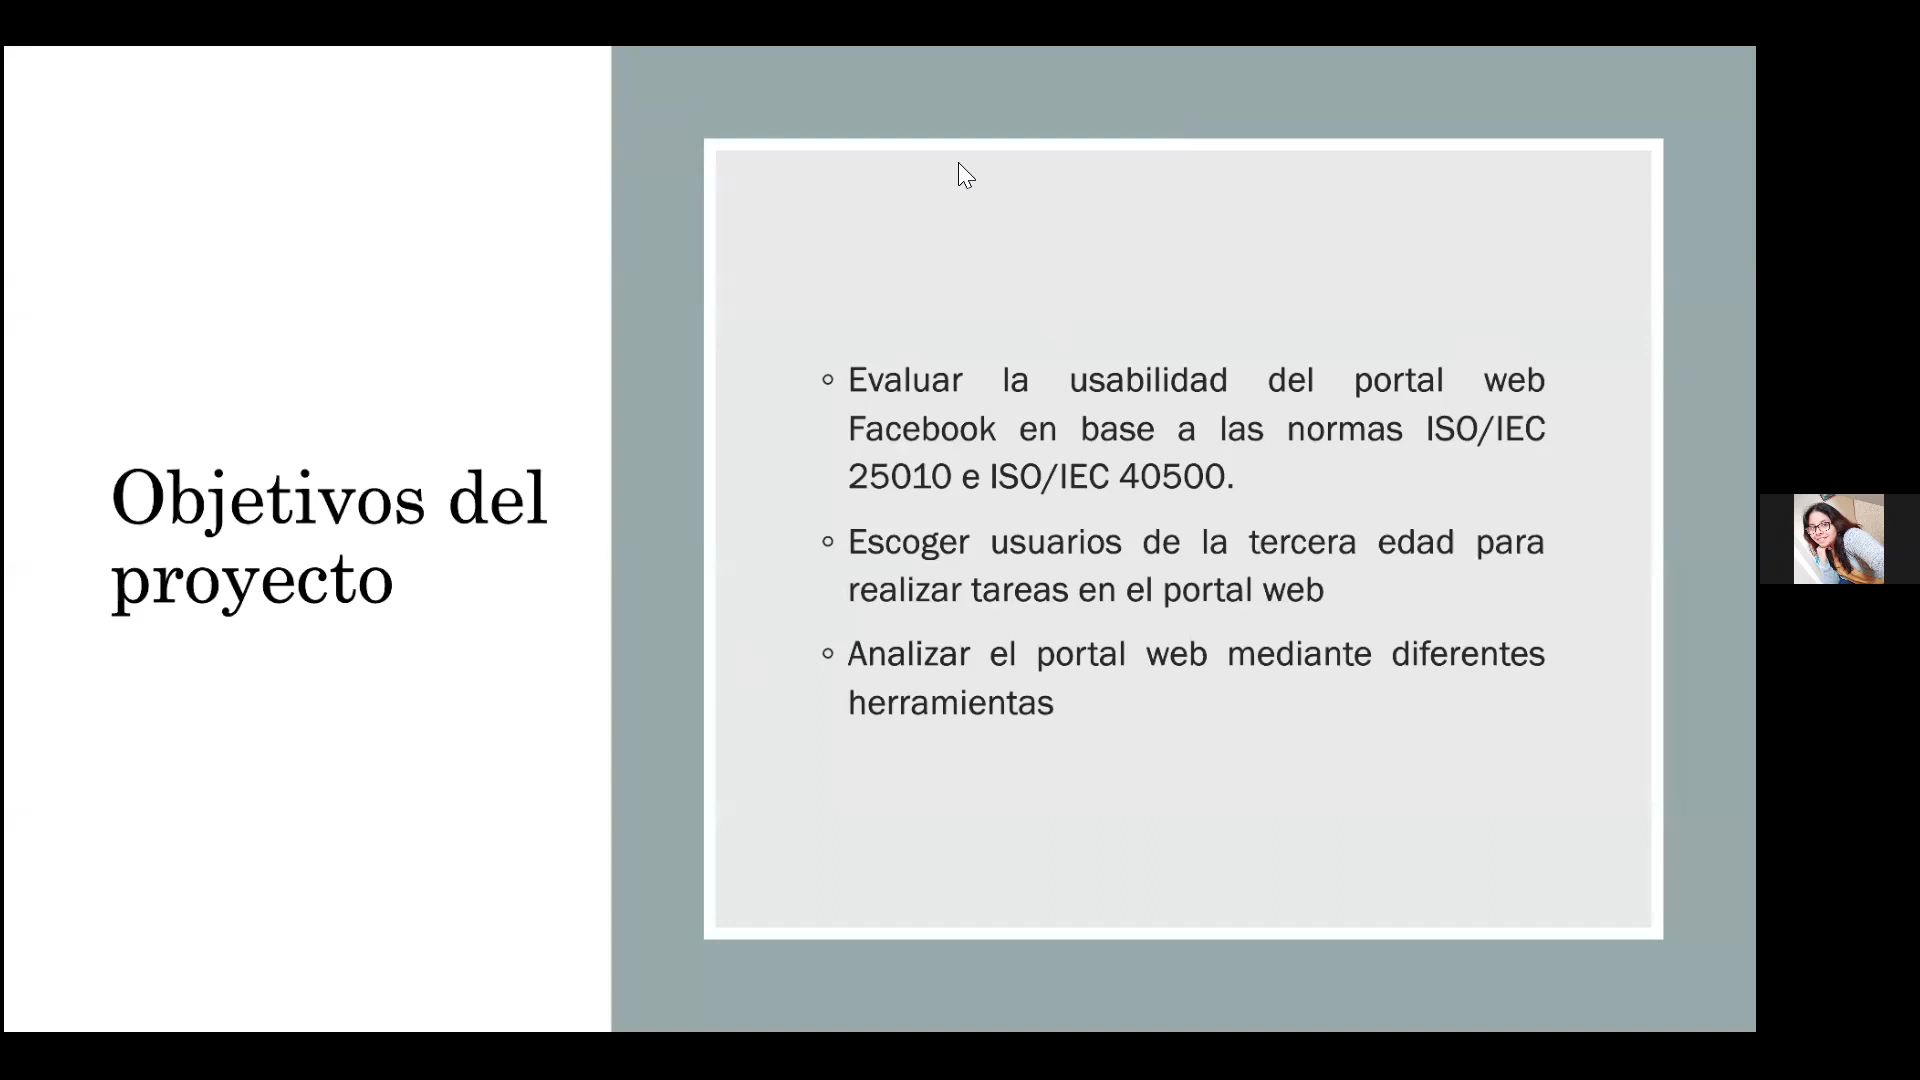 Objetivos del
proyecto
◦ Evaluar la usabilidad del portal web
Facebook en base a las normas ISO/IEC
25010 e ISO/IEC 40500.
◦ Escoger usuarios de la tercera edad para
realizar tareas en el portal web
◦ Analizar el portal web mediante diferentes
herramientas